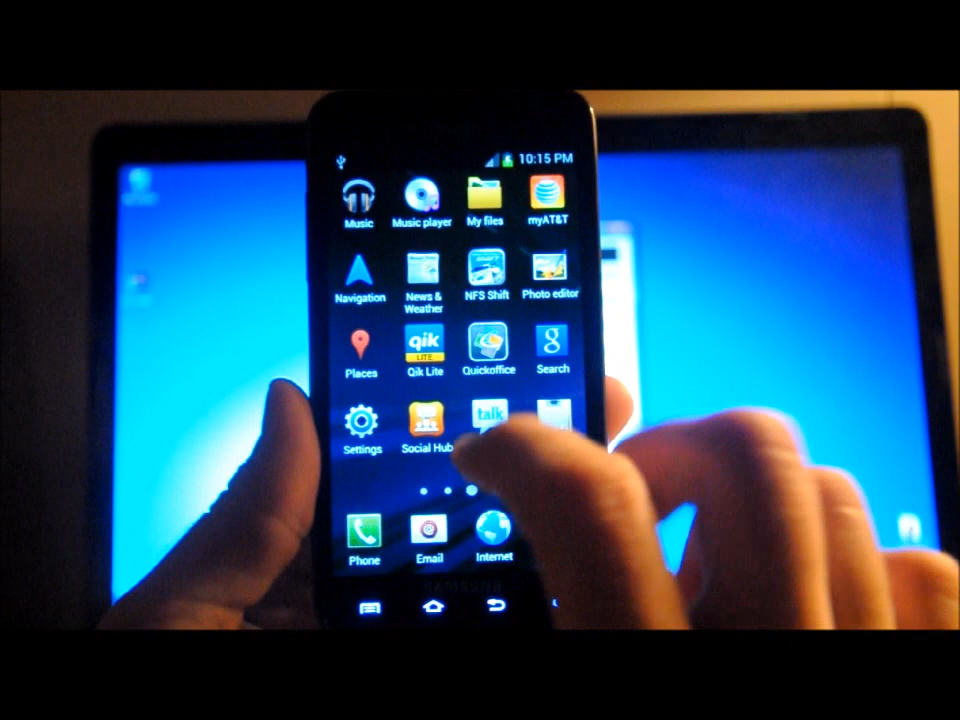 10:15 PM
Music Music player My files myAT&T
Navigation News & Weather NFS Shift Photo editor
qik
LITE
g
Places Qik Lite Quickoffice Search
talk
Settings Social Hub
Phone Email Internet
SAMSUNG